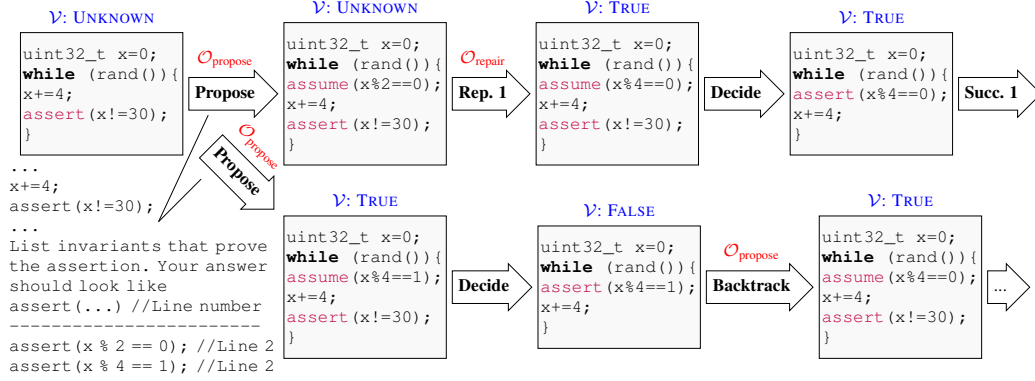 𝒱: UNKNOWN
uint32_t x=0;
while (rand()){
x+=4;
assert(x!=30);
}
𝒪propose
Propose
𝒱: UNKNOWN
uint32_t x=0;
while (rand()){
assume(x%2==0);
x+=4;
assert(x!=30);
}
𝒪repair
Rep. 1
𝒱: TRUE
uint32_t x=0;
while (rand()){
assume(x%4==0);
x+=4;
assert(x!=30);
}
Decide
𝒱: TRUE
uint32_t x=0;
while (rand()){
assert(x%4==0);
x+=4;
}
Succ. 1
𝒪propose
Propose
...
x+=4;
assert(x!=30);
...
List invariants that prove
the assertion. Your answer
should look like
assert(...) //Line number
-------------------------
assert(x % 2 == 0); //Line 2
assert(x % 4 == 1); //Line 2
𝒱: TRUE
uint32_t x=0;
while (rand()){
assume(x%4==1);
x+=4;
assert(x!=30);
}
Decide
𝒱: FALSE
uint32_t x=0;
while (rand()){
assert(x%4==1);
x+=4;
}
𝒪propose
Backtrack
𝒱: TRUE
uint32_t x=0;
while (rand()){
assume(x%4==0);
x+=4;
assert(x!=30);
}
...